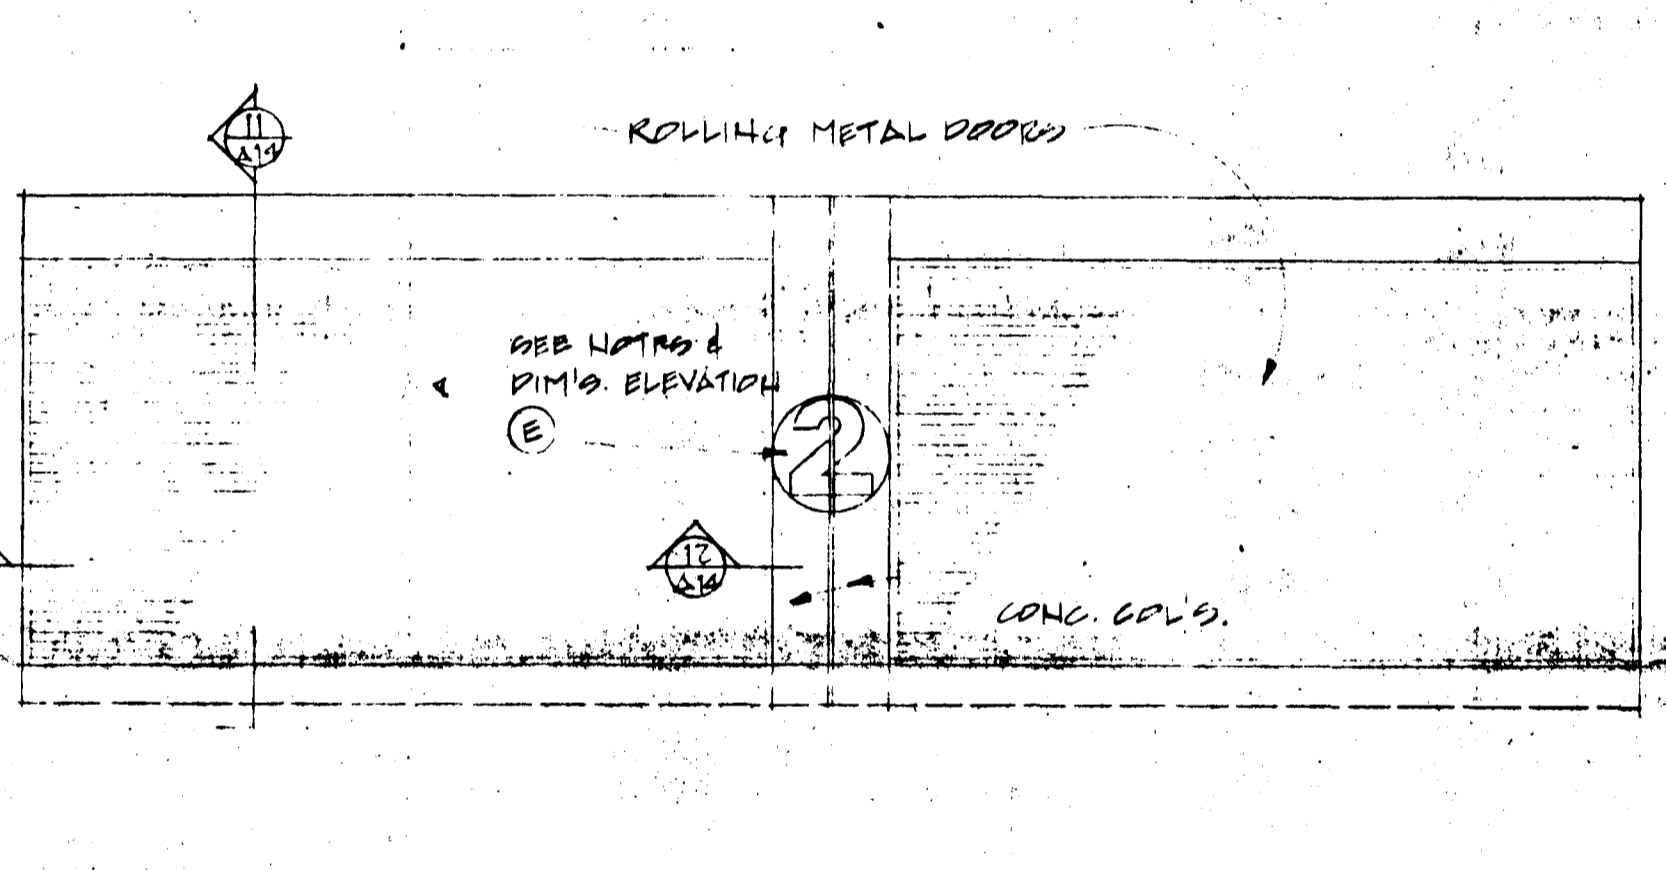 11
A14
ROLLING METAL DOORS
SEE NOTES &
DIM'S. ELEVATION
E
2
12
A14
CONC. COL'S.